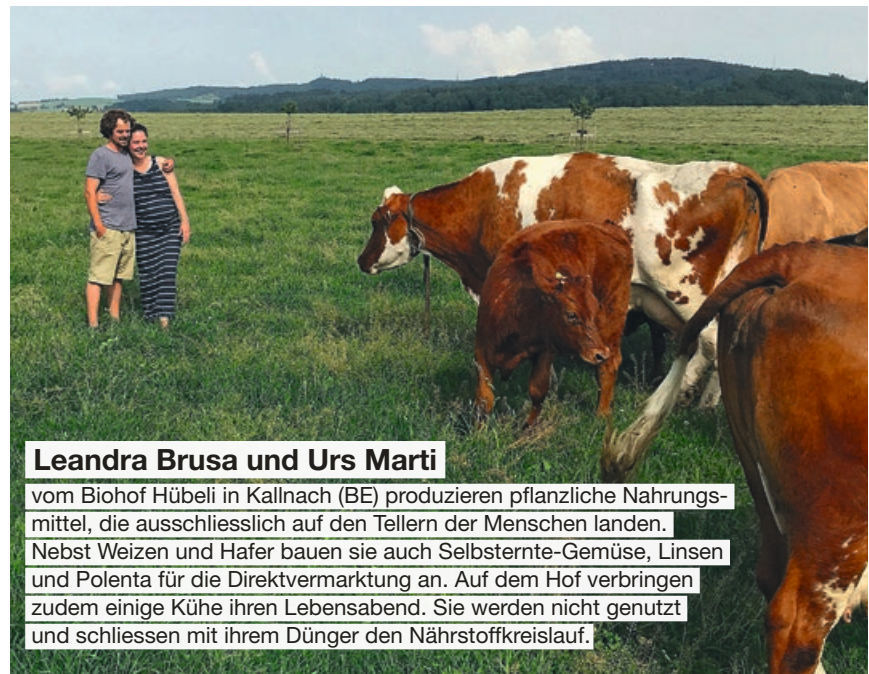 Leandra Brusa und Urs Marti
vom Biohof Hübeli in Kallnach (BE) produzieren pflanzliche Nahrungs-
mittel, die ausschliesslich auf den Tellern der Menschen landen.
Nebst Weizen und Hafer bauen sie auch Selbsternte-Gemüse, Linsen
und Polenta für die Direktvermarktung an. Auf dem Hof verbringen
zudem einige Kühe ihren Lebensabend. Sie werden nicht genutzt
und schliessen mit ihrem Dünger den Nährstoffkreislauf.